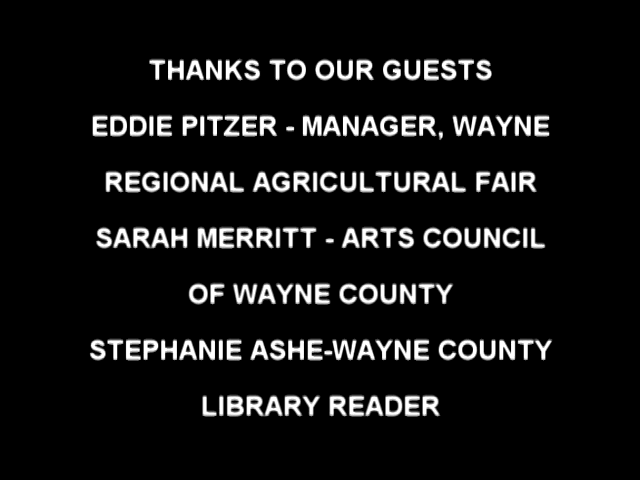 THANKS TO OUR GUESTS
EDDIE PITZER - MANAGER, WAYNE
REGIONAL AGRICULTURAL FAIR
SARAH MERRITT - ARTS COUNCIL
OF WAYNE COUNTY
STEPHANIE ASHE-WAYNE COUNTY
LIBRARY READER